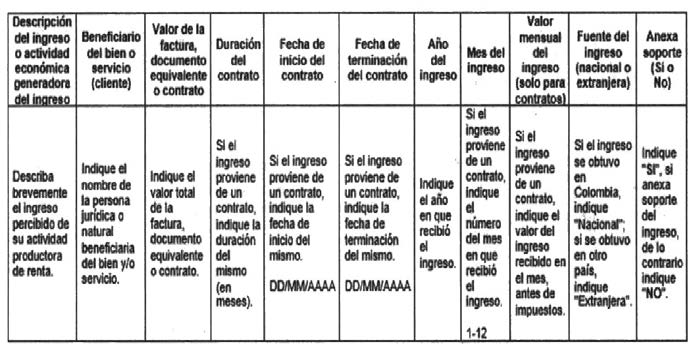 Descripción
del ingreso
o actividad
económica
generadora
del ingreso
Beneficiario
del bien o
servicio
(cliente)
Valor de la
factura,
documento
equivalente
o contrato
Duración
del
contrato
Fecha de
inicio del
contrato
Fecha de
terminación
del contrato
Año
del
ingreso
Mes del
ingreso
Valor
mensual
del
ingreso
(solo para
contratos)
Fuente del
ingreso
(nacional o
extranjera)
Anexa
soporte
(Si o
No)
Describa
brevemente
el ingreso
percibido de
su actividad
productora
de renta.
Indique el
nombre de
la persona
jurídica o
natural
beneficiaria
del bien y/o
servicio.
Indique el
valor total
de la
factura,
documento
equivalente
o contrato.
Si el
ingreso
proviene
de un
contrato,
indique la
duración
del
mismo
(en
meses).
Si el ingreso
proviene de
un contrato,
indique la
fecha de
inicio del
mismo.
DD/MM/AAAA
Si el ingreso
proviene de
un contrato,
indique la
fecha de
terminación
del mismo.
DD/MM/AAAA
Indique
el año
en que
recibió
el
ingreso.
Si el
ingreso
proviene
de un
contrato,
indique
el
número
del mes
en que
recibió
el
ingreso.
1-12
Si el
ingreso
proviene
de un
contrato,
indique el
valor del
ingreso
recibido en
el mes,
antes de
impuestos.
Si el ingreso
se obtuvo
en
Colombia,
indique
"Nacional";
si se obtuvo
en otro
país,
indique
"Extranjera".
Indique
"SI", si
anexa
soporte
del
ingreso,
de lo
contrario
indique
"NO".